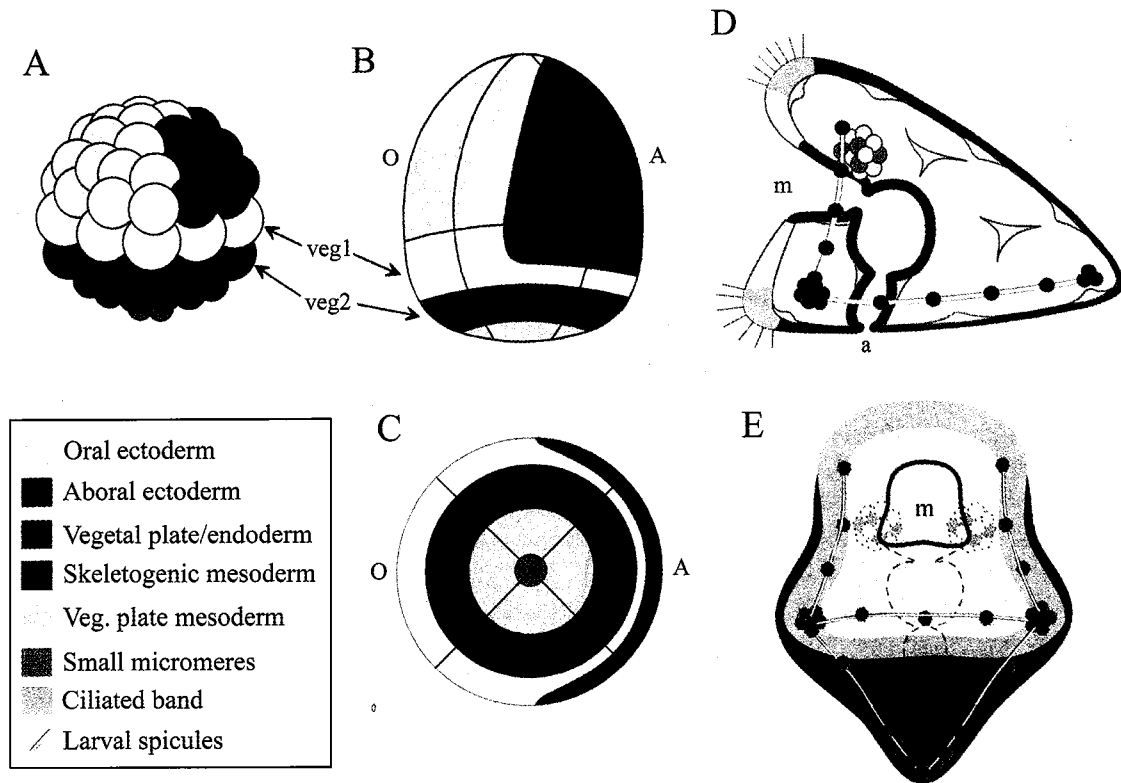 A
B
O
A
veg1
veg2
D
m
a
Oral ectoderm
Aboral ectoderm
Vegetal plate/endoderm
Skeletogenic mesoderm
Veg. plate mesoderm
Small micromeres
Ciliated band
Larval spicules
C
O
A
E
m